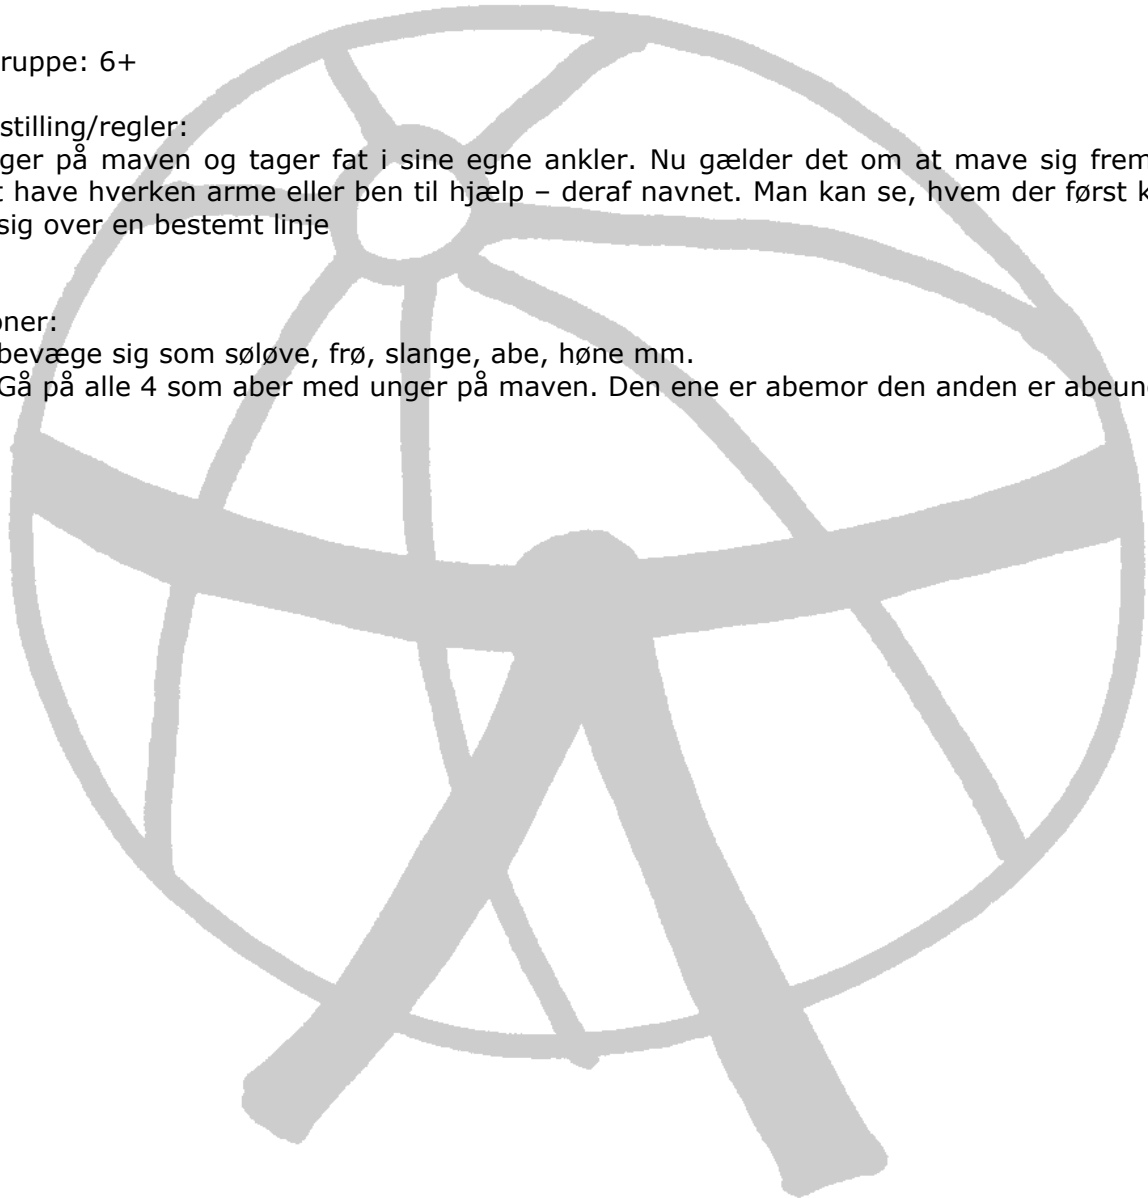 ruppe: 6+
stilling/regler:
ger på maven og tager fat i sine egne ankler. Nu gælder det om at mave sig frem
t have hverken arme eller ben til hjælp – deraf navnet. Man kan se, hvem der først k
sig over en bestemt linje
oner:
bevæge sig som søløve, frø, slange, abe, høne mm.
Gå på alle 4 som aber med unger på maven. Den ene er abemor den anden er abeun